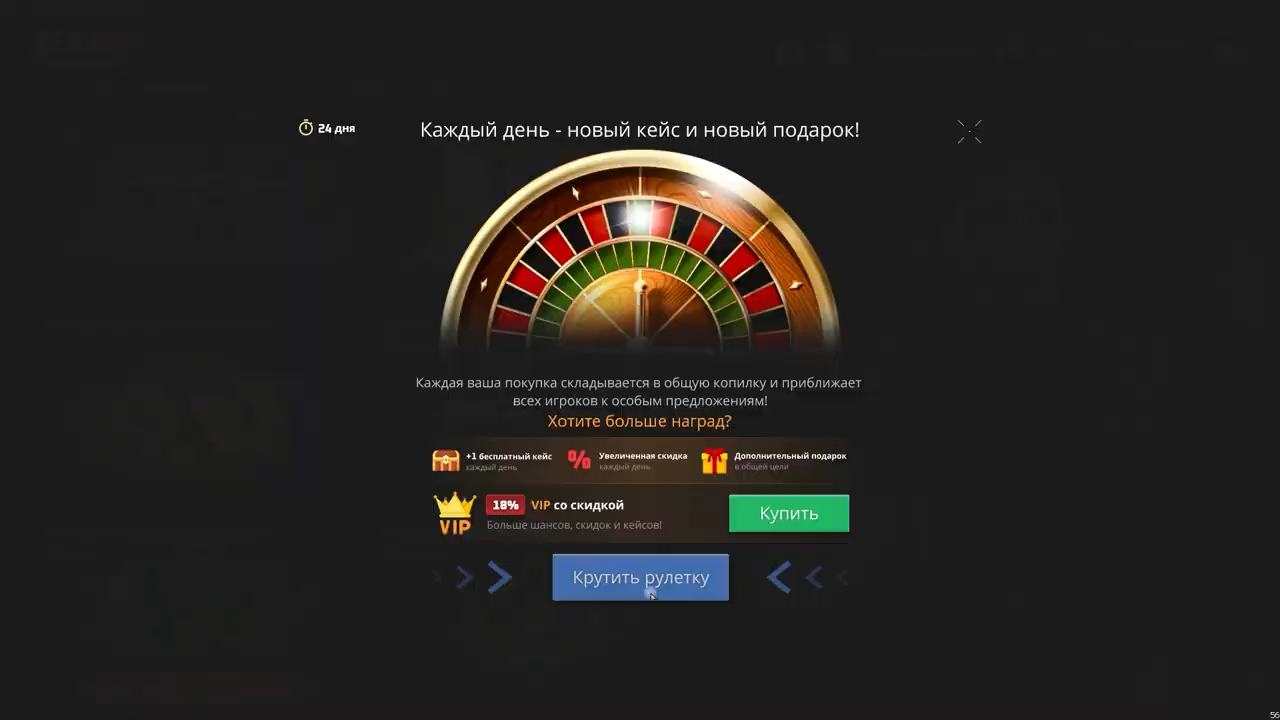 24 дня
Каждый день - новый кейс и новый подарок!
Каждая ваша покупка складывается в общую копилку и приближает
всех игроков к особым предложениям!
Хотите больше наград?
+1 бесплатный кейс
каждый день
%
Увеличенная скидка
каждый день
Дополнительный подарок
в общей цели
VIP
10% VIP со скидкой
Больше шансов, скидок и кейсов!
Купить
Крутить рулетку
56